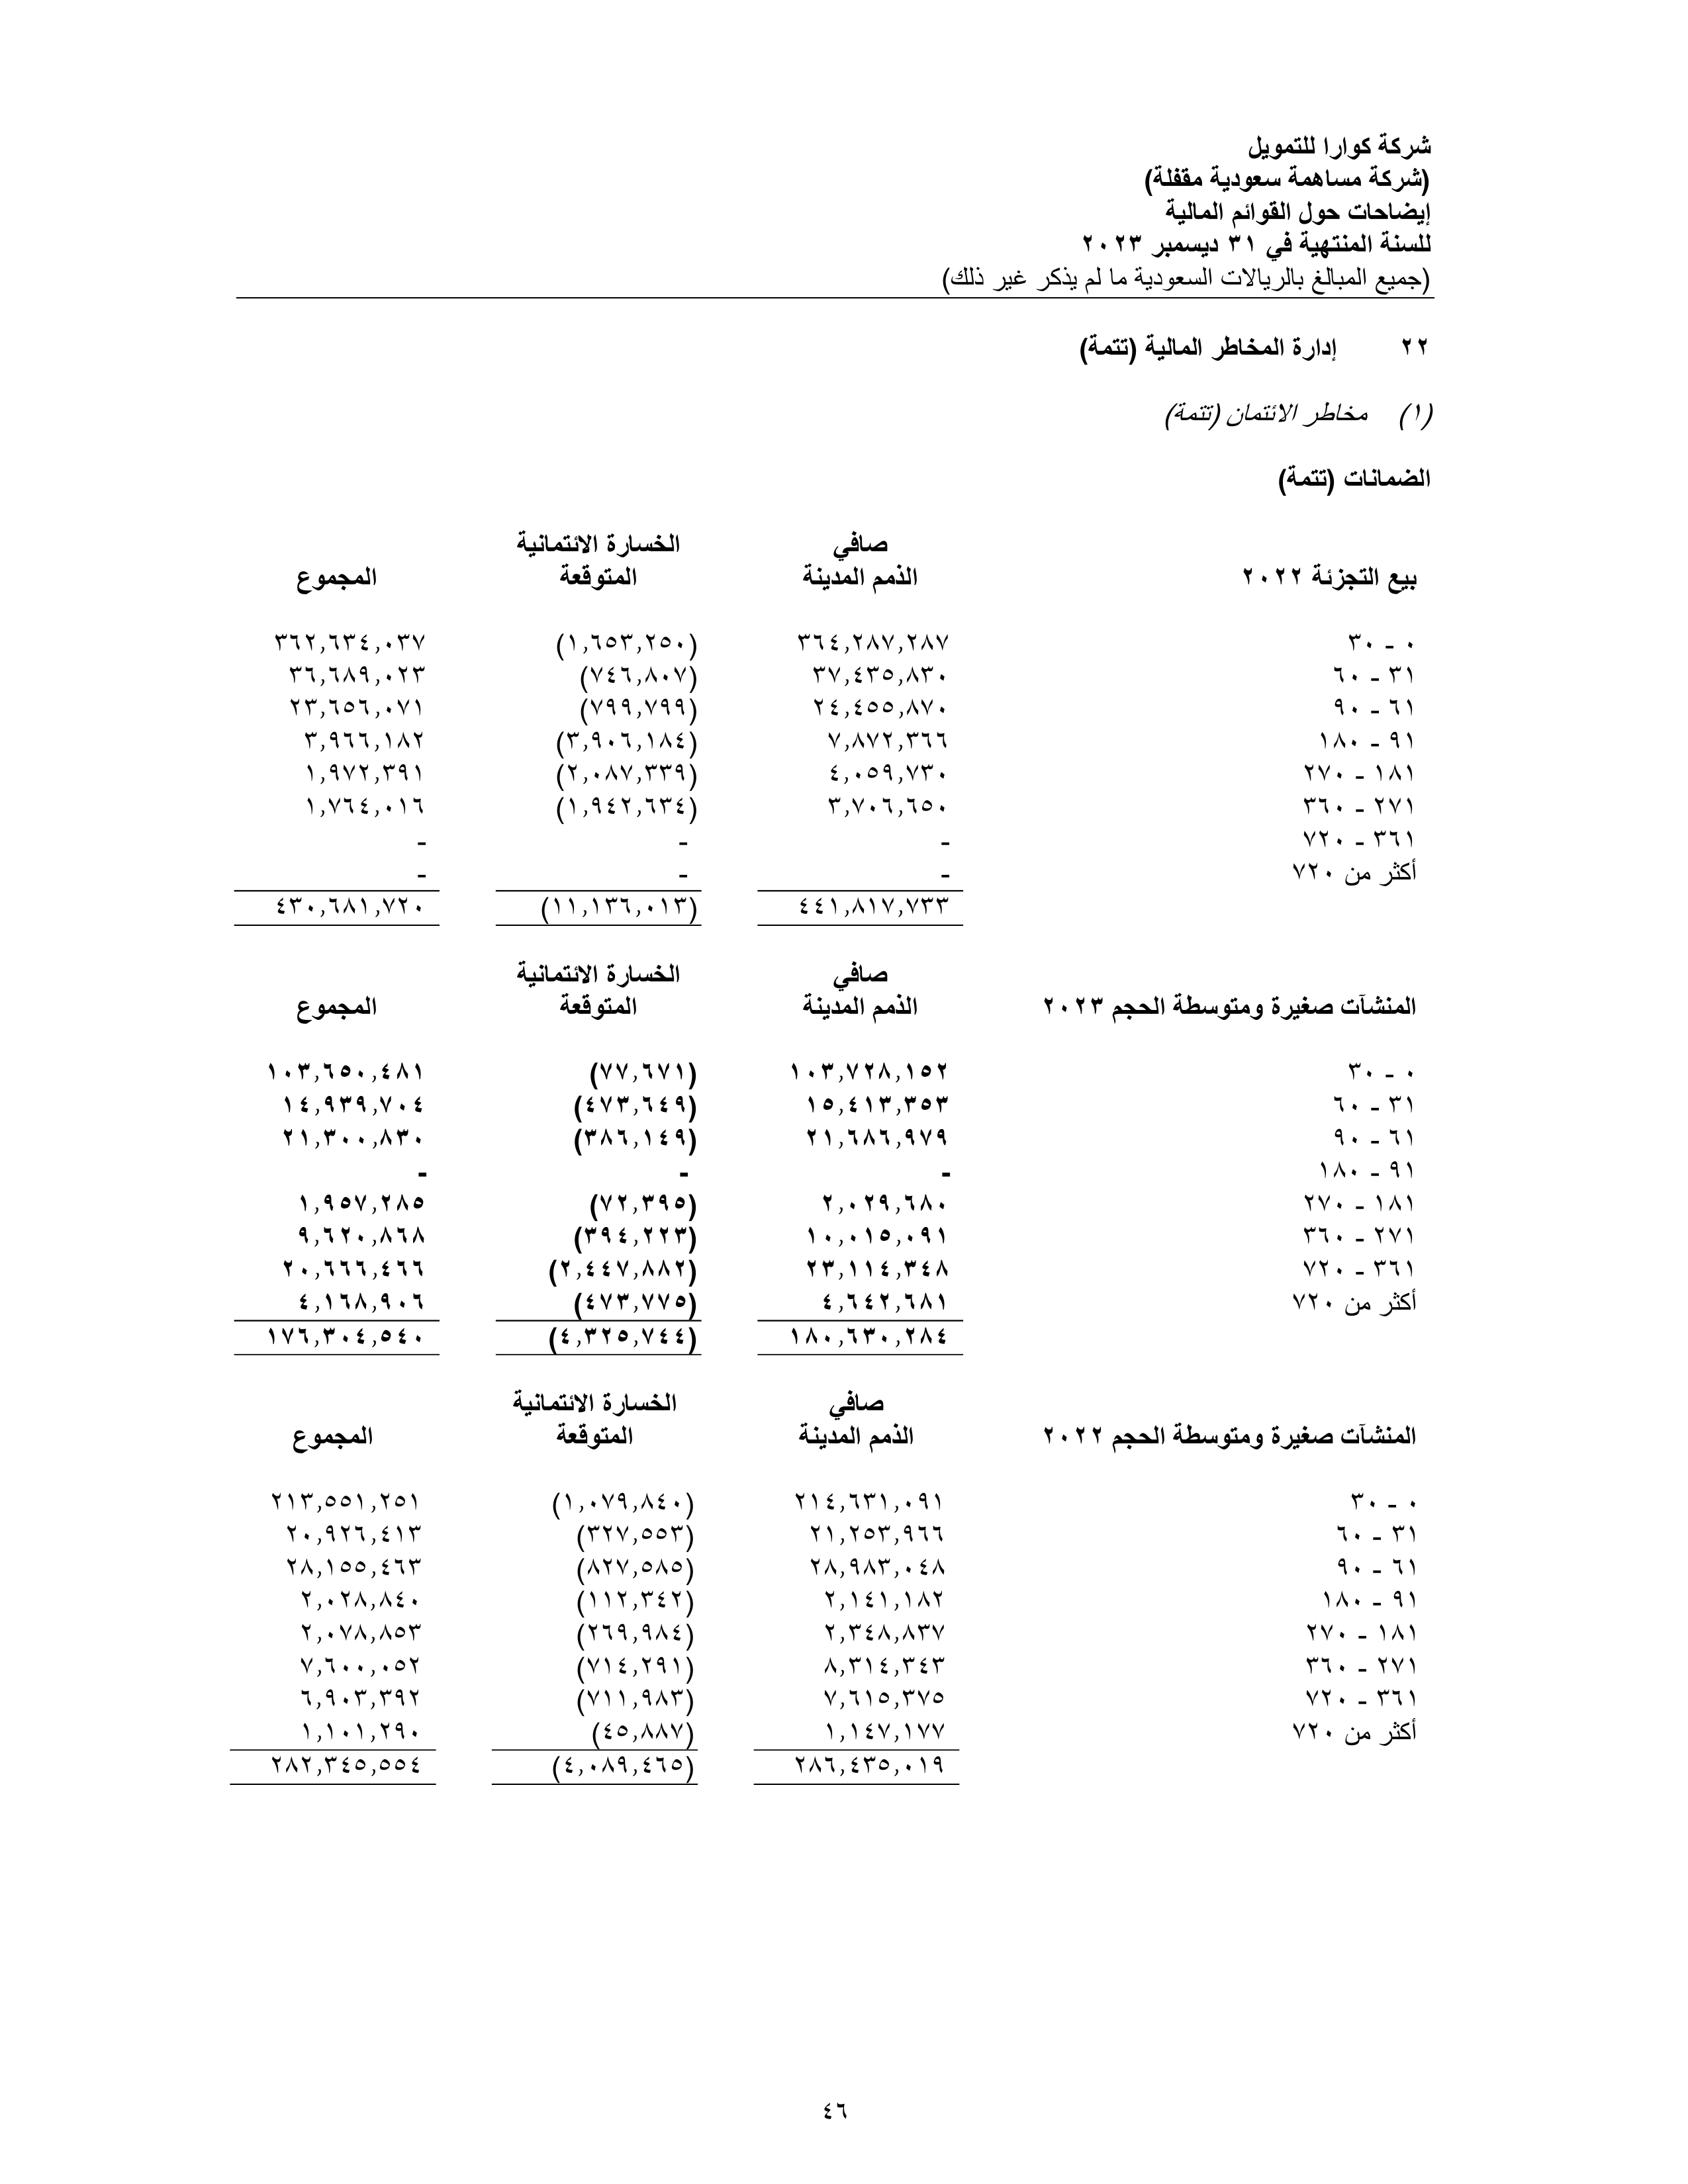 شركة كوارا للتمويل
(شركة مساهمة سعودية مقفلة)
إيضاحات حول القوائم المالية
للسنة المنتهية في ٣١ ديسمبر ٢٠٢٣
(جميع المبالغ بالريالات السعودية ما لم يذكر غير ذلك)
٢٢ إدارة المخاطر المالية (تتمة)
(١) مخاطر الائتمان (تتمة)
الضمانات (تتمة)
صافي الخسارة الائتمانية
بيع التجزئة ٢٠٢٢ الذمم المدينة المتوقعة المجموع
٠ - ٣٠ ٣٦٤,٢٨٧,٢٨٧ (١,٦٥٣,٢٥٠) ٣٦٢,٦٣٤,٠٣٧
٣١ - ٦٠ ٣٧,٤٣٥,٨٣٠ (٧٤٦,٨٠٧) ٣٦,٦٨٩,٠٢٣
٦١ - ٩٠ ٢٤,٤٥٥,٨٧٠ (٧٩٩,٧٩٩) ٢٣,٦٥٦,٠٧١
٩١ - ١٨٠ ٧,٨٧٢,٣٦٦ (٣,٩٠٦,١٨٤) ٣,٩٦٦,١٨٢
١٨١ - ٢٧٠ ٤,٠٥٩,٧٣٠ (٢,٠٨٧,٣٣٩) ١,٩٧٢,٣٩١
٢٧١ - ٣٦٠ ٣,٧٠٦,٦٥٠ (١,٩٤٢,٦٣٤) ١,٧٦٤,٠١٦
٣٦١ - ٧٢٠ - - -
أكثر من ٧٢٠ - - -
٤٤١,٨١٧,٧٣٣ (١١,١٣٦,٠١٣) ٤٣٠,٦٨١,٧٢٠
صافي الخسارة الائتمانية
المنشآت صغيرة ومتوسطة الحجم ٢٠٢٣ الذمم المدينة المتوقعة المجموع
٠ - ٣٠ ١٠٣,٧٢٨,١٥٢ (٧٧,٦٧١) ١٠٣,٦٥٠,٤٨١
٣١ - ٦٠ ١٥,٤١٣,٣٥٣ (٤٧٣,٦٤٩) ١٤,٩٣٩,٧٠٤
٦١ - ٩٠ ٢١,٦٨٦,٩٧٩ (٣٨٦,١٤٩) ٢١,٣٠٠,٨٣٠
٩١ - ١٨٠ - - -
١٨١ - ٢٧٠ ٢,٠٢٩,٦٨٠ (٧٢,٣٩٥) ١,٩٥٧,٢٨٥
٢٧١ - ٣٦٠ ١٠,٠١٥,٠٩١ (٣٩٤,٢٢٣) ٩,٦٢٠,٨٦٨
٣٦١ - ٧٢٠ ٢٣,١١٤,٣٤٨ (٢,٤٤٧,٨٨٢) ٢٠,٦٦٦,٤٦٦
أكثر من ٧٢٠ ٤,٦٤٢,٦٨١ (٤٧٣,٧٧٥) ٤,١٦٨,٩٠٦
١٨٠,٦٣٠,٢٨٤ (٤,٣٢٥,٧٤٤) ١٧٦,٣٠٤,٥٤٠
صافي الخسارة الائتمانية
المنشآت صغيرة ومتوسطة الحجم ٢٠٢٢ الذمم المدينة المتوقعة المجموع
٠ - ٣٠ ٢١٤,٦٣١,٠٩١ (١,٠٧٩,٨٤٠) ٢١٣,٥٥١,٢٥١
٣١ - ٦٠ ٢١,٢٥٣,٩٦٦ (٣٢٧,٥٥٣) ٢٠,٩٢٦,٤١٣
٦١ - ٩٠ ٢٨,٩٨٣,٠٤٨ (٨٢٧,٥٨٥) ٢٨,١٥٥,٤٦٣
٩١ - ١٨٠ ٢,١٤١,١٨٢ (١١٢,٣٤٢) ٢,٠٢٨,٨٤٠
١٨١ - ٢٧٠ ٢,٣٤٨,٨٣٧ (٢٦٩,٩٨٤) ٢,٠٧٨,٨٥٣
٢٧١ - ٣٦٠ ٨,٣١٤,٣٤٣ (٧١٤,٢٩١) ٧,٦٠٠,٠٥٢
٣٦١ - ٧٢٠ ٧,٦١٥,٣٧٥ (٧١١,٩٨٣) ٦,٩٠٣,٣٩٢
أكثر من ٧٢٠ ١,١٤٧,١٧٧ (٤٥,٨٨٧) ١,١٠١,٢٩٠
٢٨٦,٤٣٥,٠١٩ (٤,٠٨٩,٤٦٥) ٢٨٢,٣٤٥,٥٥٤
٤٦